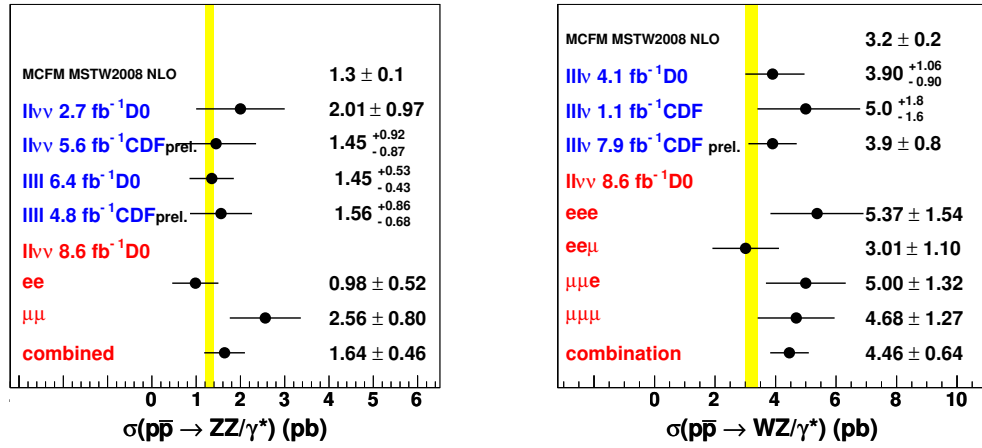 MCFM MSTW2008 NLO 1.3 ± 0.1
llνν 2.7 fb⁻¹D0 2.01 ± 0.97
llνν 5.6 fb⁻¹CDFprel. 1.45 +0.92 - 0.87
llll 6.4 fb⁻¹D0 1.45 +0.53 - 0.43
llll 4.8 fb⁻¹CDFprel. 1.56 +0.86 - 0.68
llνν 8.6 fb⁻¹D0
ee 0.98 ± 0.52
μμ 2.56 ± 0.80
combined 1.64 ± 0.46
0 1 2 3 4 5 6
σ(pp̅ → ZZ/γ*) (pb)
MCFM MSTW2008 NLO 3.2 ± 0.2
lllν 4.1 fb⁻¹D0 3.90 +1.06 - 0.90
lllν 1.1 fb⁻¹CDF 5.0 +1.8 - 1.6
lllν 7.9 fb⁻¹CDF prel. 3.9 ± 0.8
llνν 8.6 fb⁻¹D0
eee 5.37 ± 1.54
eeμ 3.01 ± 1.10
μμe 5.00 ± 1.32
μμμ 4.68 ± 1.27
combination 4.46 ± 0.64
0 2 4 6 8 10
σ(pp̅ → WZ/γ*) (pb)